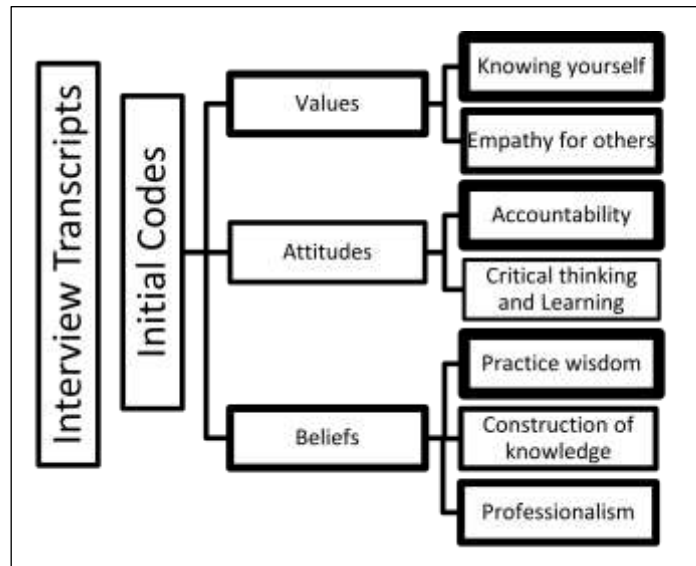 Interview Transcripts
Initial Codes
Values
Knowing yourself
Empathy for others
Attitudes
Accountability
Critical thinking
and Learning
Beliefs
Practice wisdom
Construction of
knowledge
Professionalism